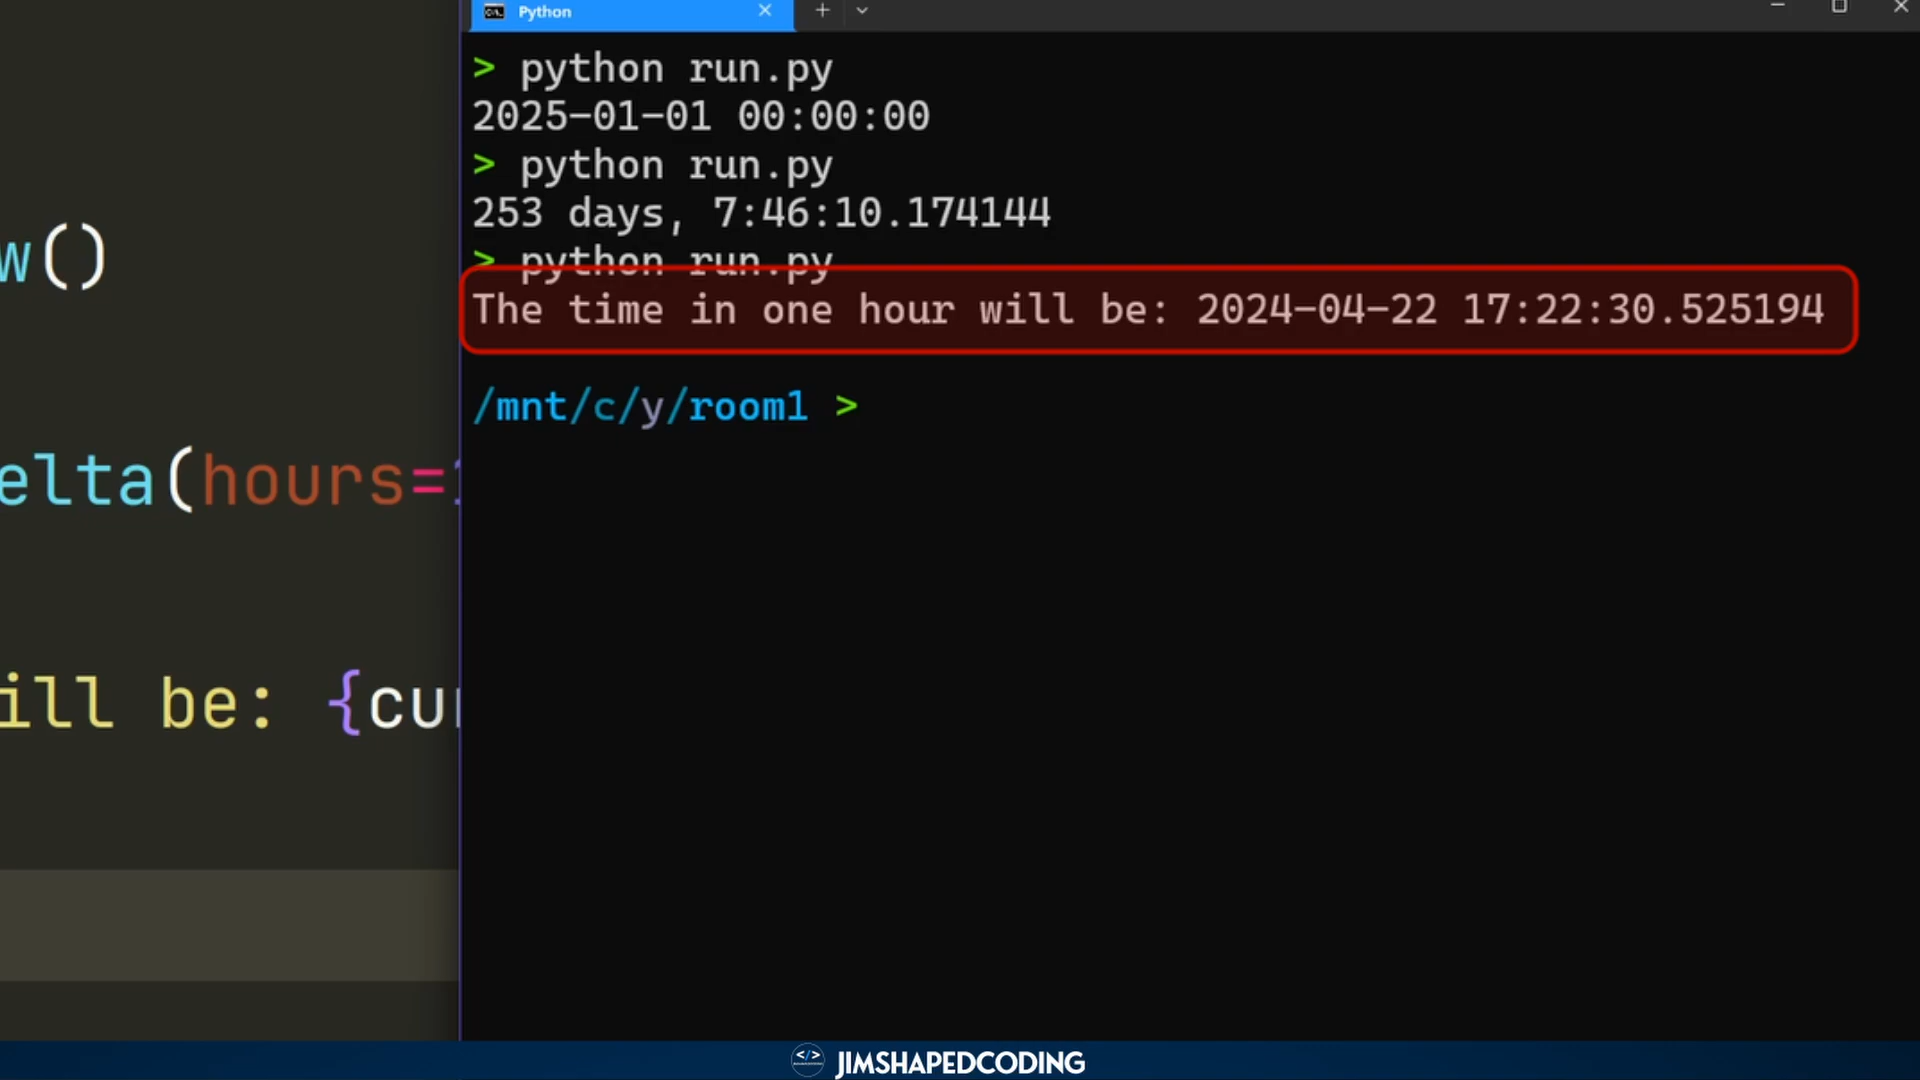 Python
> python run.py
2025-01-01 00:00:00
> python run.py
253 days, 7:46:10.174144
> python run.py
The time in one hour will be: 2024-04-22 17:22:30.525194
/mnt/c/y/room1 >
w()
elta(hours=
ill be: {cu
JIMSHAPEDCODING